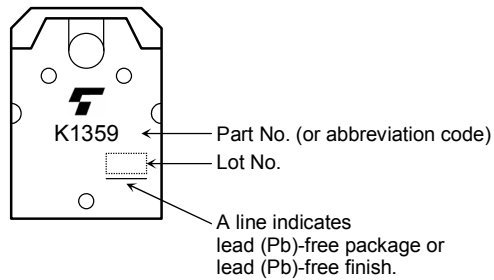 K1359
Part No. (or abbreviation code)
Lot No.
A line indicates
lead (Pb)-free package or
lead (Pb)-free finish.